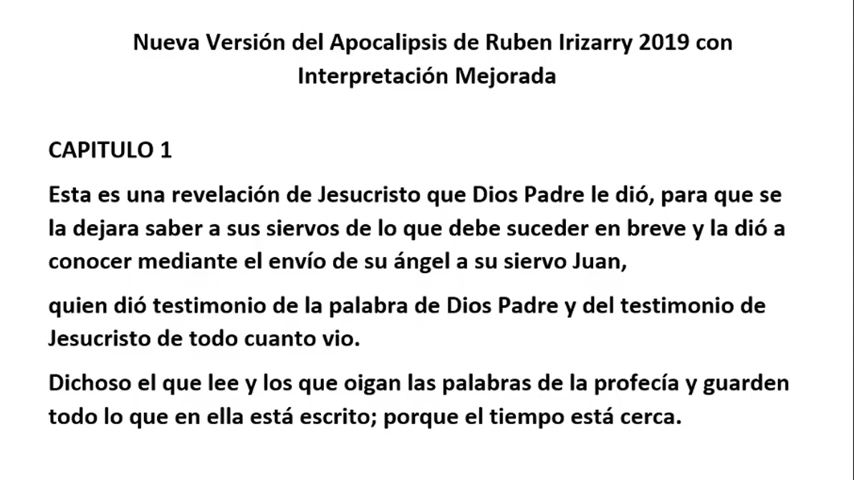 Nueva Versión del Apocalipsis de Ruben Irizarry 2019 con
Interpretación Mejorada
CAPITULO 1
Esta es una revelación de Jesucristo que Dios Padre le dió, para que se
la dejara saber a sus siervos de lo que debe suceder en breve y la dió a
conocer mediante el envío de su ángel a su siervo Juan,
quien dió testimonio de la palabra de Dios Padre y del testimonio de
Jesucristo de todo cuanto vio.
Dichoso el que lee y los que oigan las palabras de la profecía y guarden
todo lo que en ella está escrito; porque el tiempo está cerca.